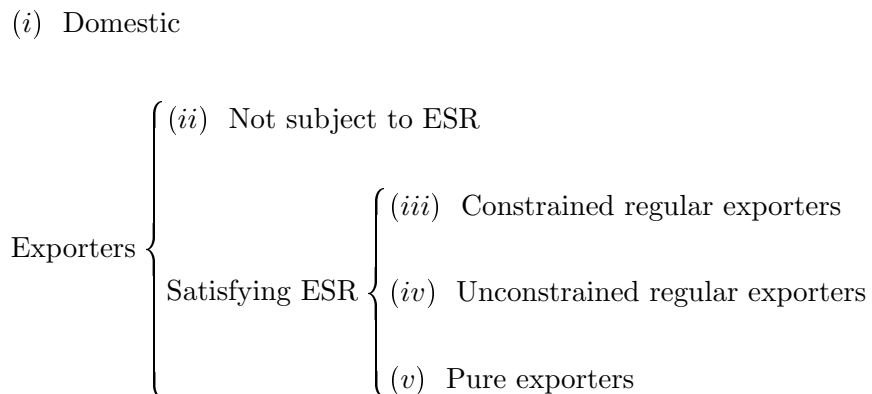 (i) Domestic
(ii) Not subject to ESR
(iii) Constrained regular exporters
Exporters
Satisfying ESR
(iv) Unconstrained regular exporters
(v) Pure exporters